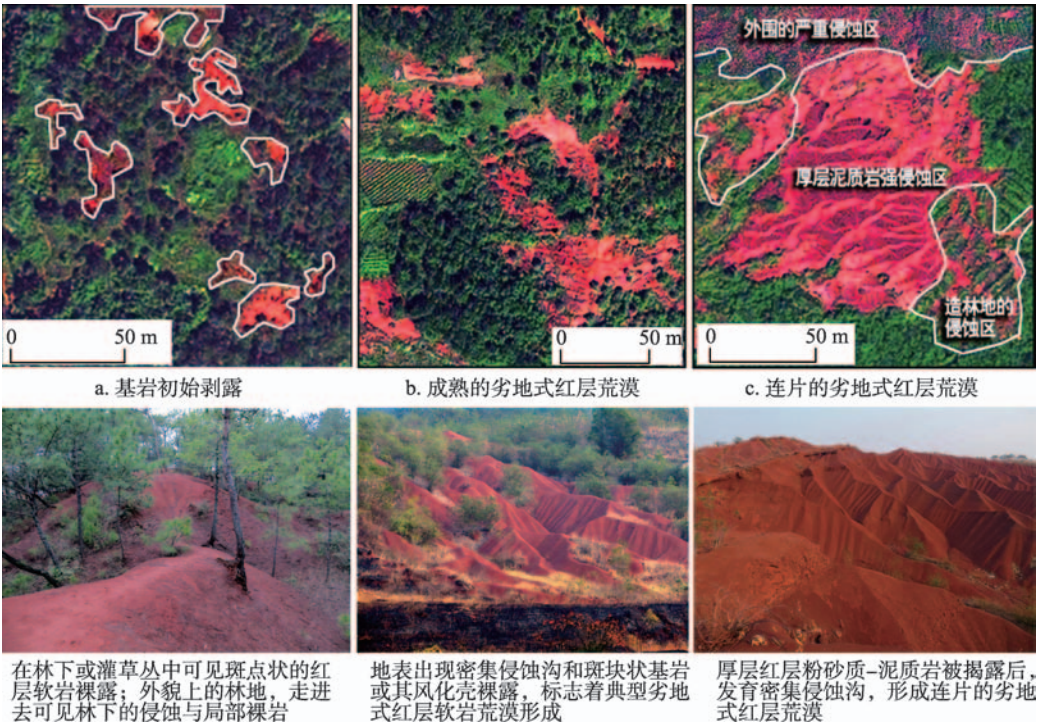 外围的严重侵蚀区
厚层泥质岩强侵蚀区
造林地的
侵蚀区
0 50 m
0 50 m
0 50 m
a. 基岩初始剥露
b. 成熟的劣地式红层荒漠
c. 连片的劣地式红层荒漠
在林下或灌草丛中可见斑点状的红
层软岩裸露；外貌上的林地，走进
去可见林下的侵蚀与局部裸岩
地表出现密集侵蚀沟和斑块状基岩
或其风化壳裸露，标志着典型劣地
式红层软岩荒漠形成
厚层红层粉砂质-泥质岩被揭露后，
发育密集侵蚀沟，形成连片的劣地
式红层荒漠